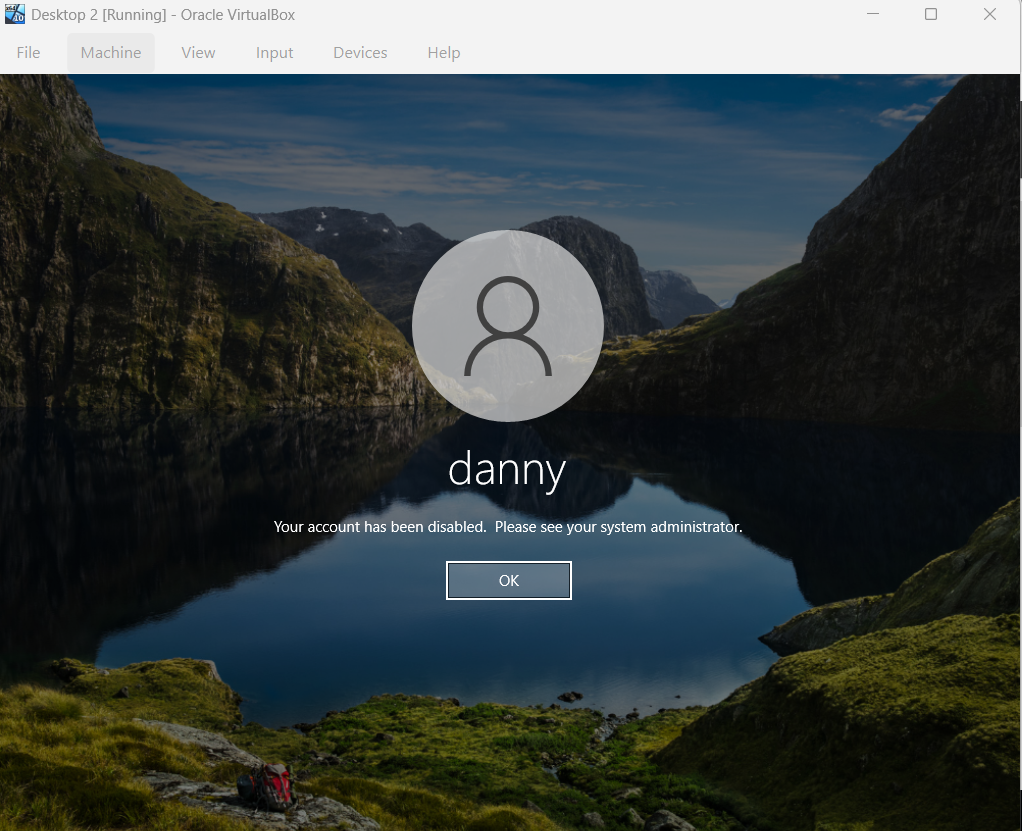 Desktop 2 [Running] - Oracle VirtualBox
File Machine View Input Devices Help
danny
Your account has been disabled.  Please see your system administrator.
OK